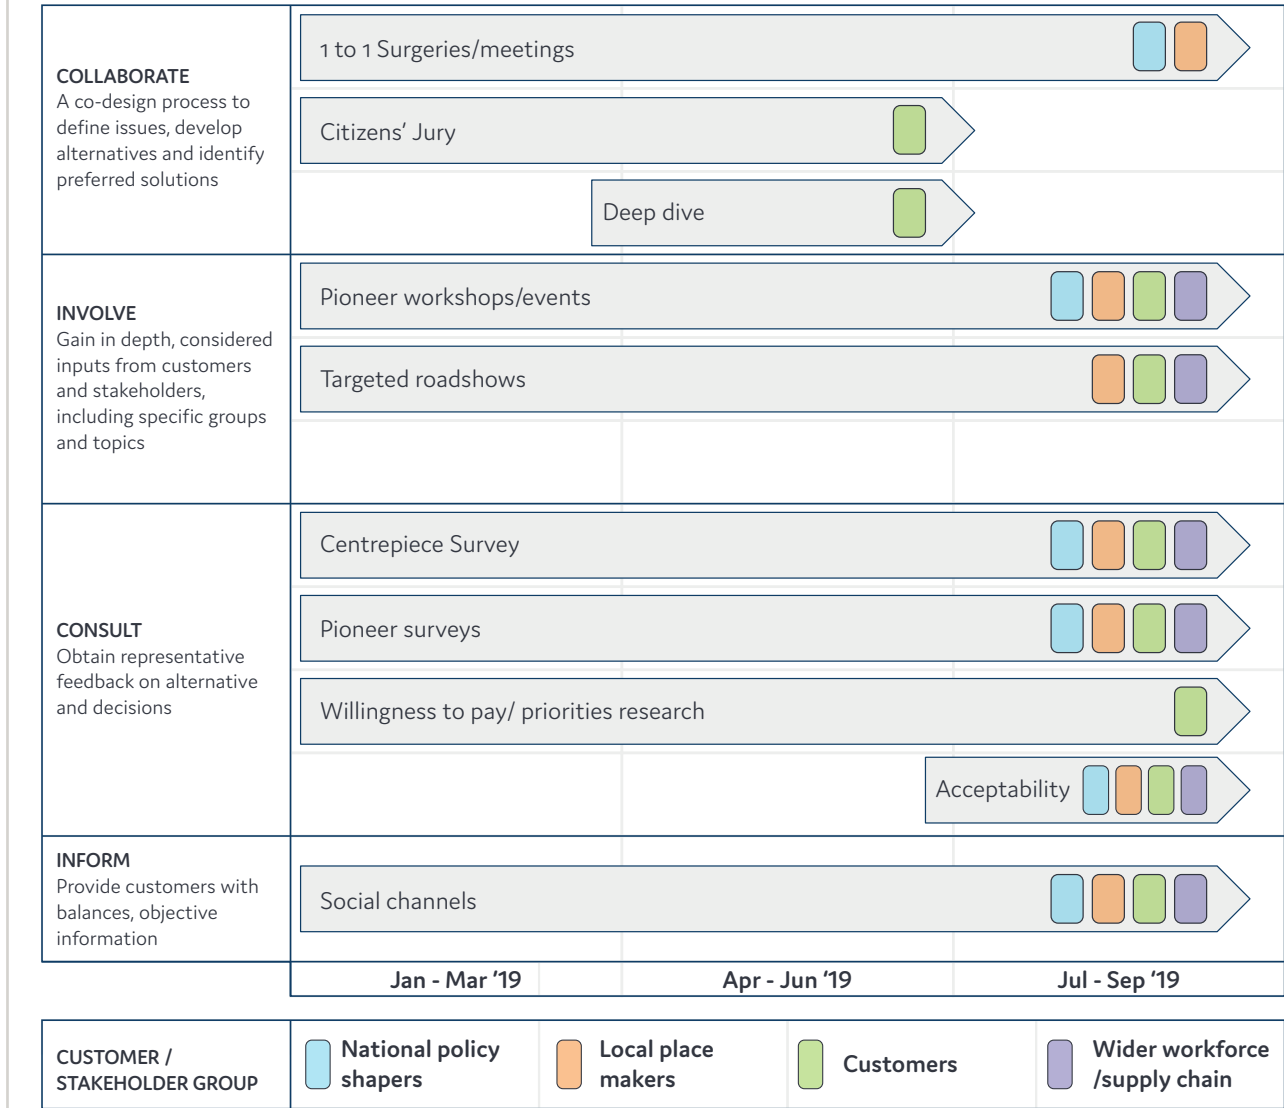 COLLABORATE
A co-design process to
define issues, develop
alternatives and identify
preferred solutions
1 to 1 Surgeries/meetings
Citizens’ Jury
Deep dive
INVOLVE
Gain in depth, considered
inputs from customers
and stakeholders,
including specific groups
and topics
Pioneer workshops/events
Targeted roadshows
CONSULT
Obtain representative
feedback on alternative
and decisions
Centrepiece Survey
Pioneer surveys
Willingness to pay/ priorities research
Acceptability
INFORM
Provide customers with
balances, objective
information
Social channels
Jan - Mar ’19
Apr - Jun ’19
Jul - Sep ’19
CUSTOMER /
STAKEHOLDER GROUP
National policy
shapers
Local place
makers
Customers
Wider workforce
/supply chain